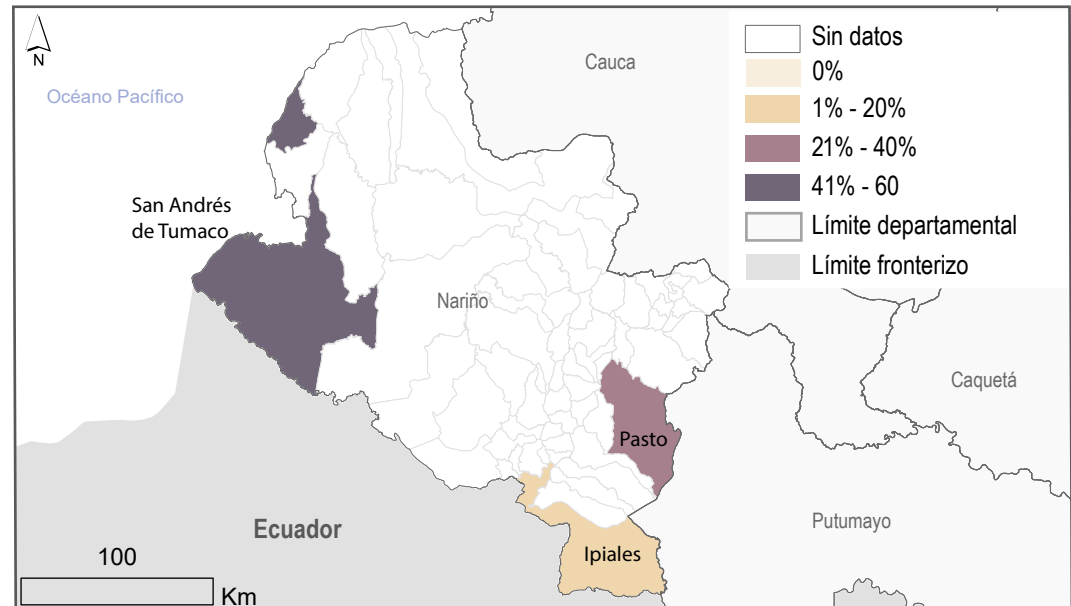 N
Océano Pacífico
Cauca
San Andrés
de Tumaco
Nariño
Pasto
Caquetá
Putumayo
Ipiales
Ecuador
100
Km
Sin datos
0%
1% - 20%
21% - 40%
41% - 60
Límite departamental
Límite fronterizo